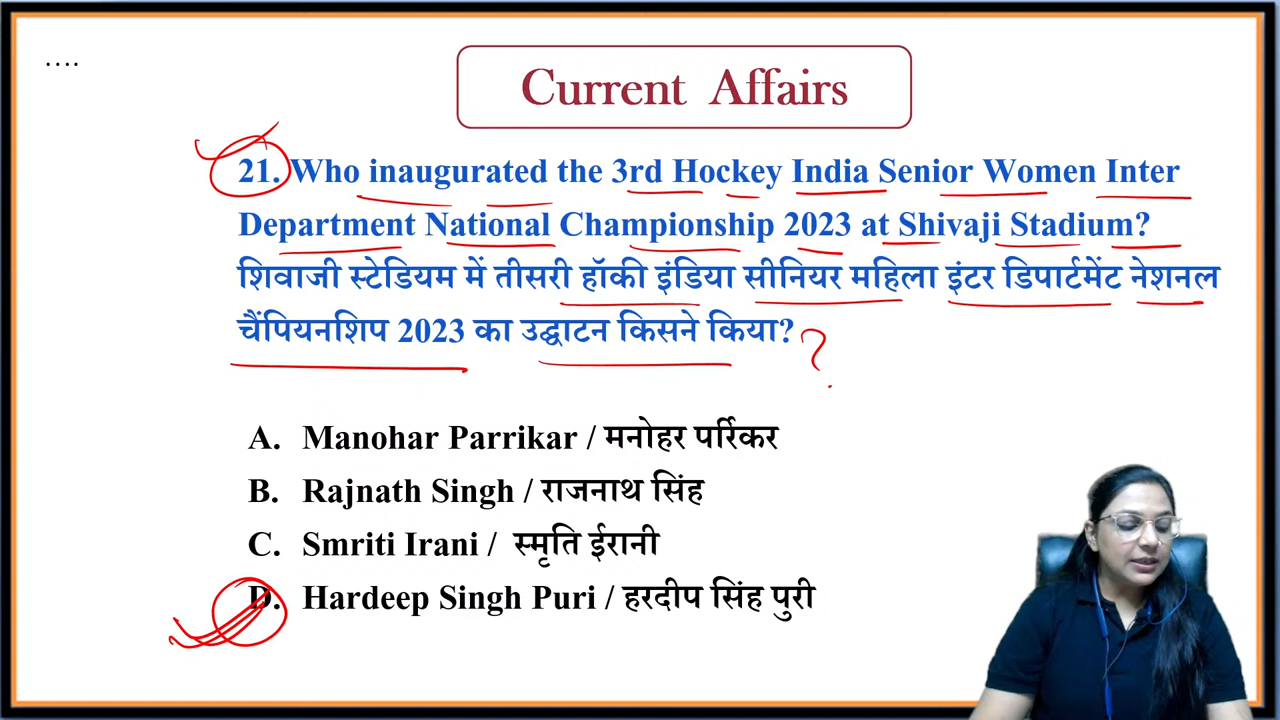 ....
Current Affairs
21. Who inaugurated the 3rd Hockey India Senior Women Inter
Department National Championship 2023 at Shivaji Stadium?
शिवाजी स्टेडियम में तीसरी हॉकी इंडिया सीनियर महिला इंटर डिपार्टमेंट नेशनल
चैंपियनशिप 2023 का उद्घाटन किसने किया?
?
A. Manohar Parrikar / मनोहर पर्रिकर
B. Rajnath Singh / राजनाथ सिंह
C. Smriti Irani / स्मृति ईरानी
D. Hardeep Singh Puri / हरदीप सिंह पुरी